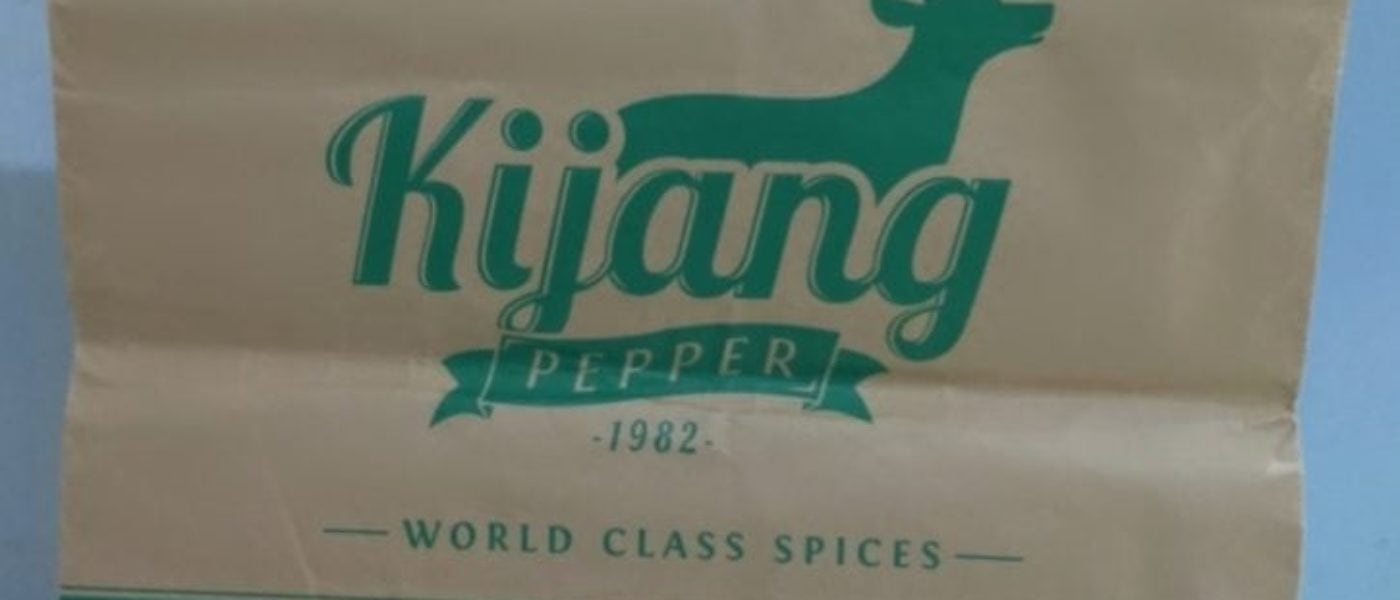 Kijang
PEPPER
-1982-
WORLD CLASS SPICES